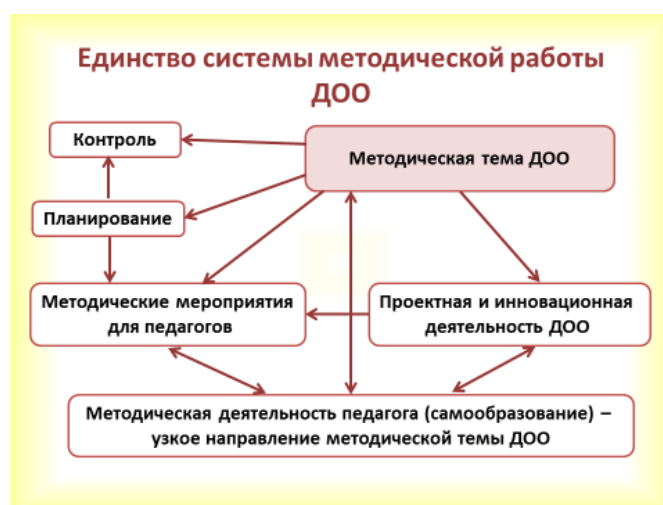 Единство системы методической работы
ДОО
Контроль
Методическая тема ДОО
Планирование
Методические мероприятия
для педагогов
Проектная и инновационная
деятельность ДОО
Методическая деятельность педагога (самообразование) –
узкое направление методической темы ДОО